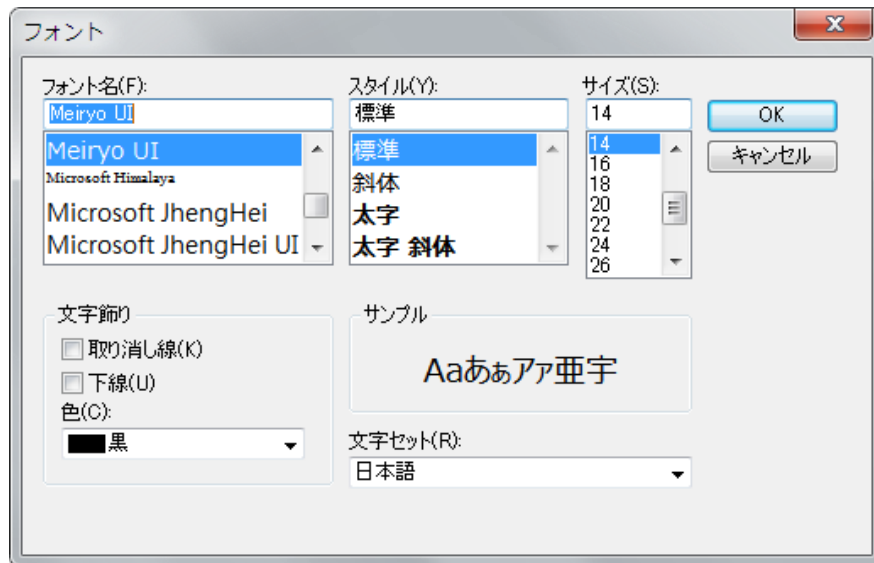 フォント
フォント名(F):
Meiryo UI
Meiryo UI
Microsoft Himalaya
Microsoft JhengHei
Microsoft JhengHei UI
スタイル(Y):
標準
標準
斜体
太字
太字 斜体
サイズ(S):
14
14
16
18
20
22
24
26
OK
キャンセル
文字飾り
取り消し線(K)
下線(U)
色(C):
黒
サンプル
Aaあぁアァ亜宇
文字セット(R):
日本語